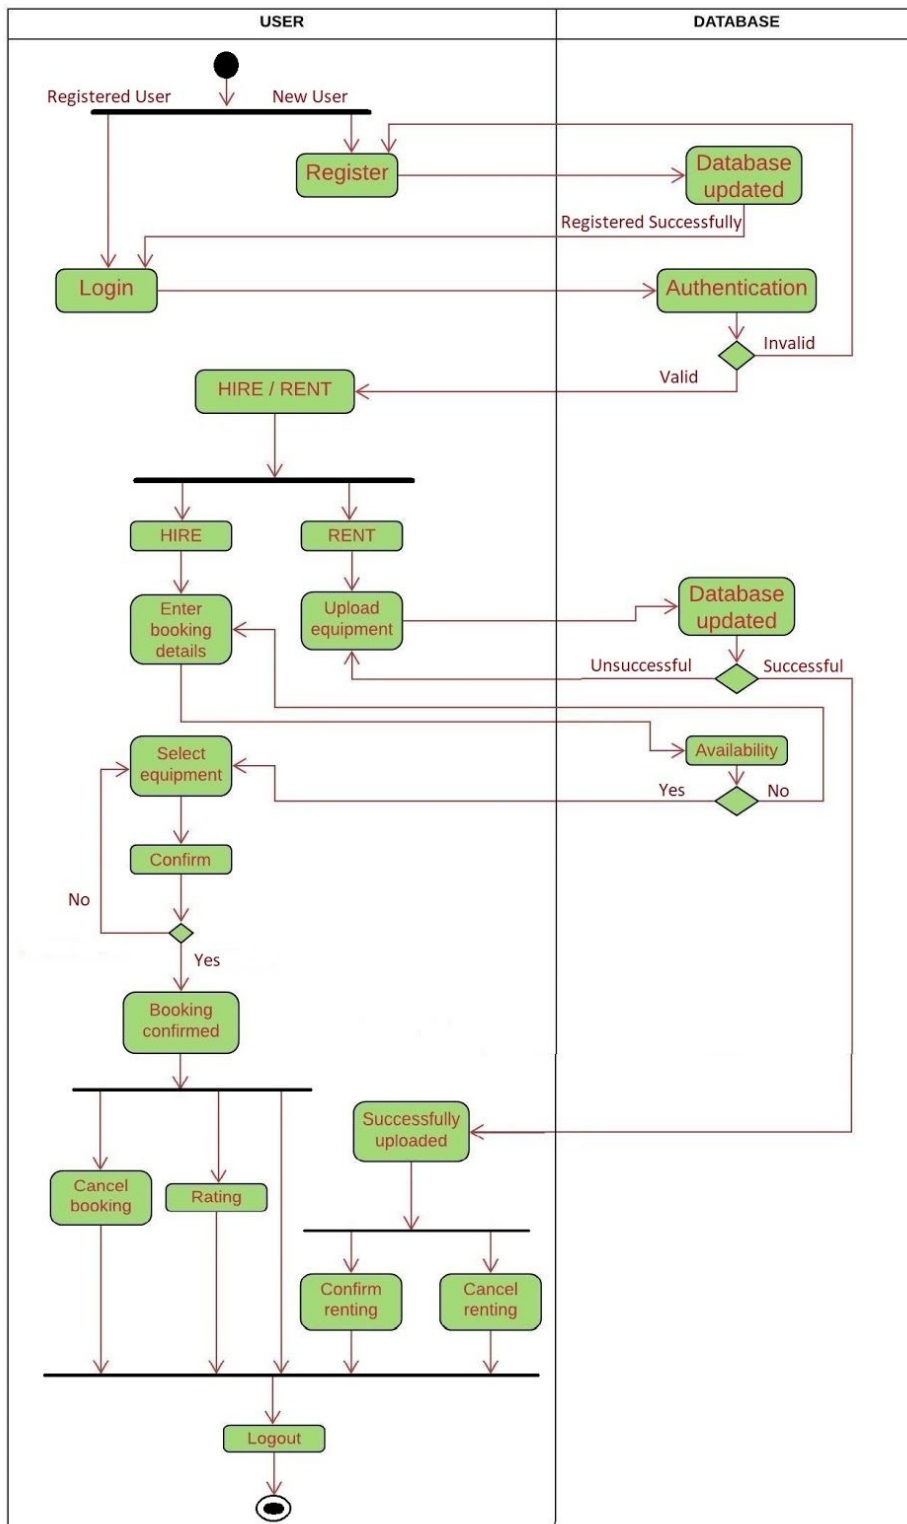 USER
DATABASE
Registered User
New User
Register
Database
updated
Registered Successfully
Login
Authentication
Invalid
Valid
HIRE / RENT
HIRE
RENT
Enter
booking
details
Upload
equipment
Database
updated
Unsuccessful
Successful
Select
equipment
Availability
Yes
No
Confirm
No
Yes
Booking
confirmed
Successfully
uploaded
Cancel
booking
Rating
Confirm
renting
Cancel
renting
Logout